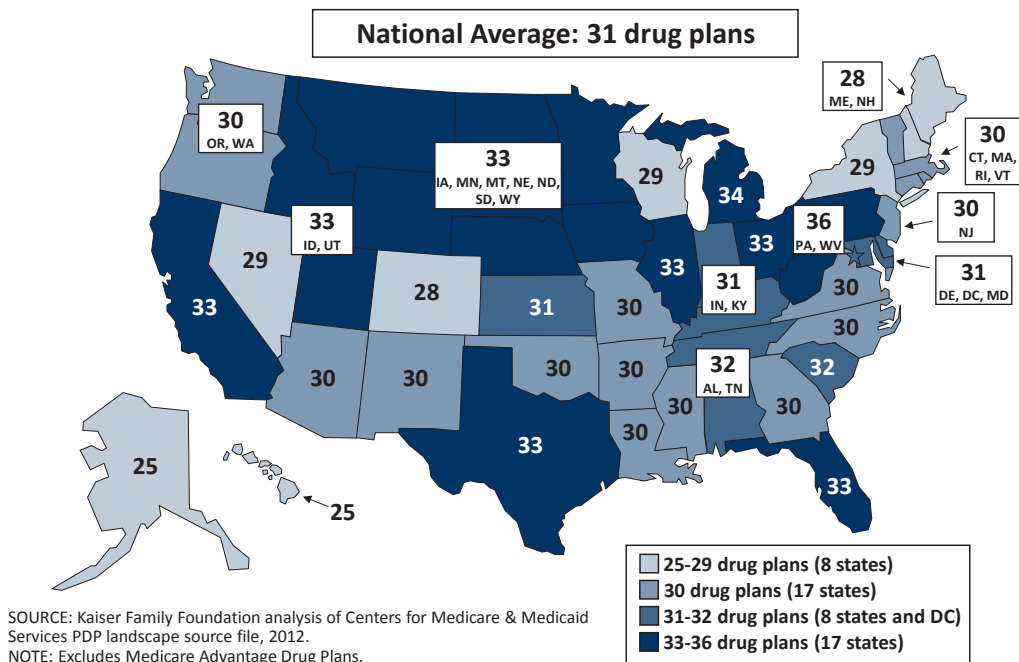 National Average: 31 drug plans
28
ME, NH
30
OR, WA
30
CT, MA,
RI, VT
33
IA, MN, MT, NE, ND,
SD, WY
29
29
34
33
ID, UT
36
PA, WV
30
NJ
29
33
33
31
IN, KY
31
DE, DC, MD
28
33
31
30
30
30
30
30
30
30
32
AL, TN
32
30
30
30
33
33
25
25
25-29 drug plans (8 states)
30 drug plans (17 states)
31-32 drug plans (8 states and DC)
33-36 drug plans (17 states)
SOURCE: Kaiser Family Foundation analysis of Centers for Medicare & Medicaid
Services PDP landscape source file, 2012.
NOTE: Excludes Medicare Advantage Drug Plans.